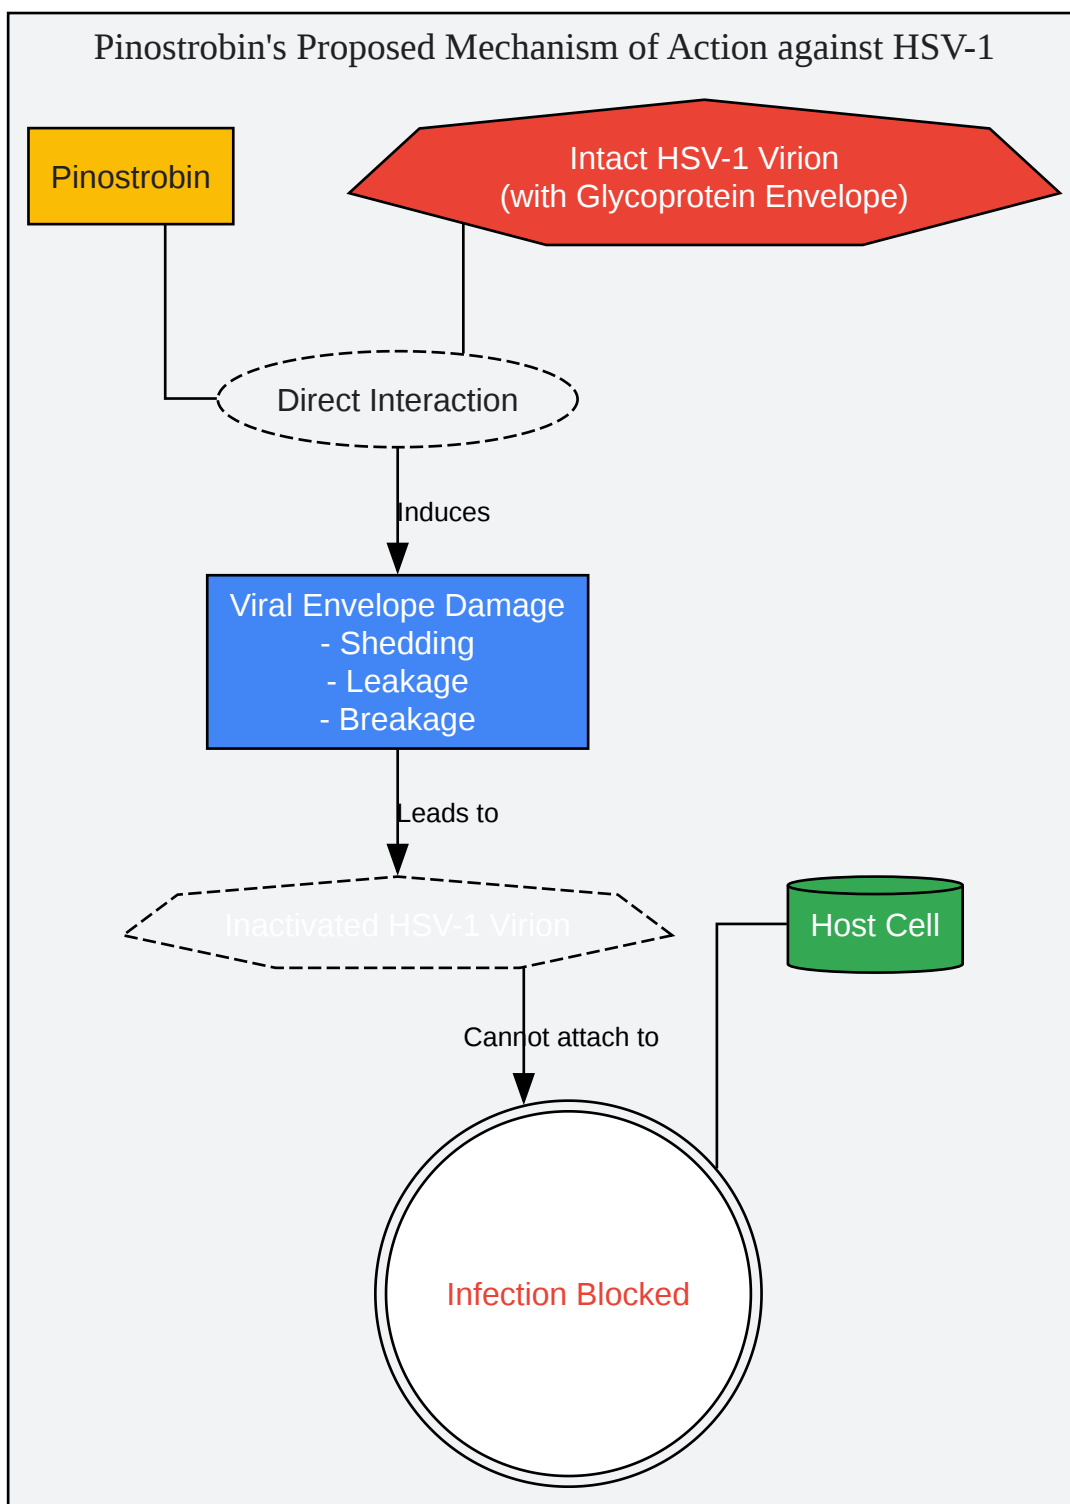 Pinostrobin's Proposed Mechanism of Action against HSV-1
Pinostrobin
Intact HSV-1 Virion
(with Glycoprotein Envelope)
Direct Interaction
Induces
Viral Envelope Damage
- Shedding
- Leakage
- Breakage
Leads to
Inactivated HSV-1 Virion
Host Cell
Cannot attach to
Infection Blocked